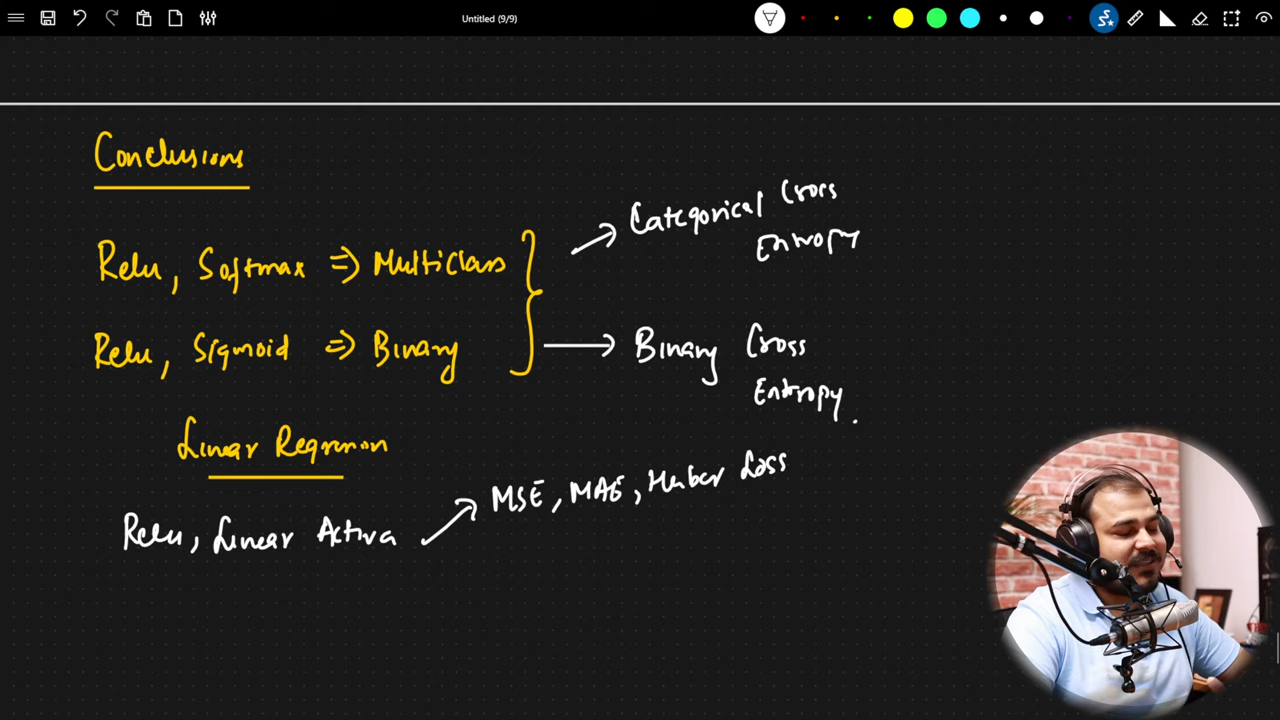 Untitled (9/9)
Conclusions
Relu, Softmax => Multiclass
Categorical Cross
Entropy
Relu, Sigmoid => Binary
Binary Cross
Entropy
Linear Regression
Relu, Linear Activa
MSE, MAE, Huber Loss